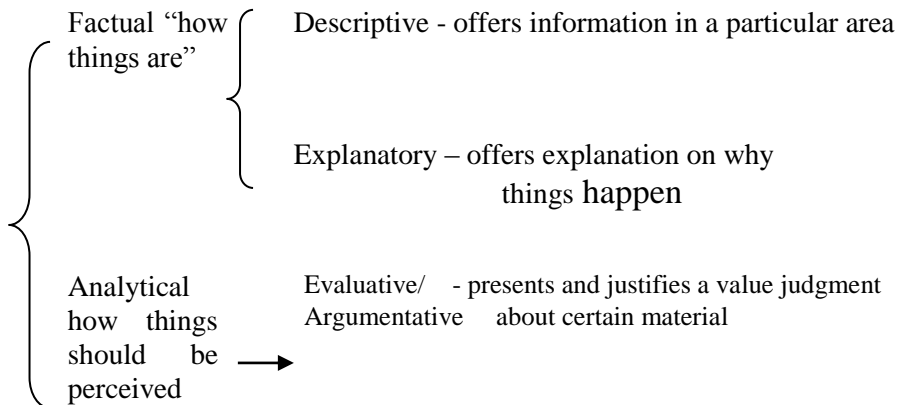 Factual “how
things are”
Descriptive - offers information in a particular area
Explanatory – offers explanation on why
things happen
Analytical
how things
should be
perceived
Evaluative/ - presents and justifies a value judgment
Argumentative about certain material